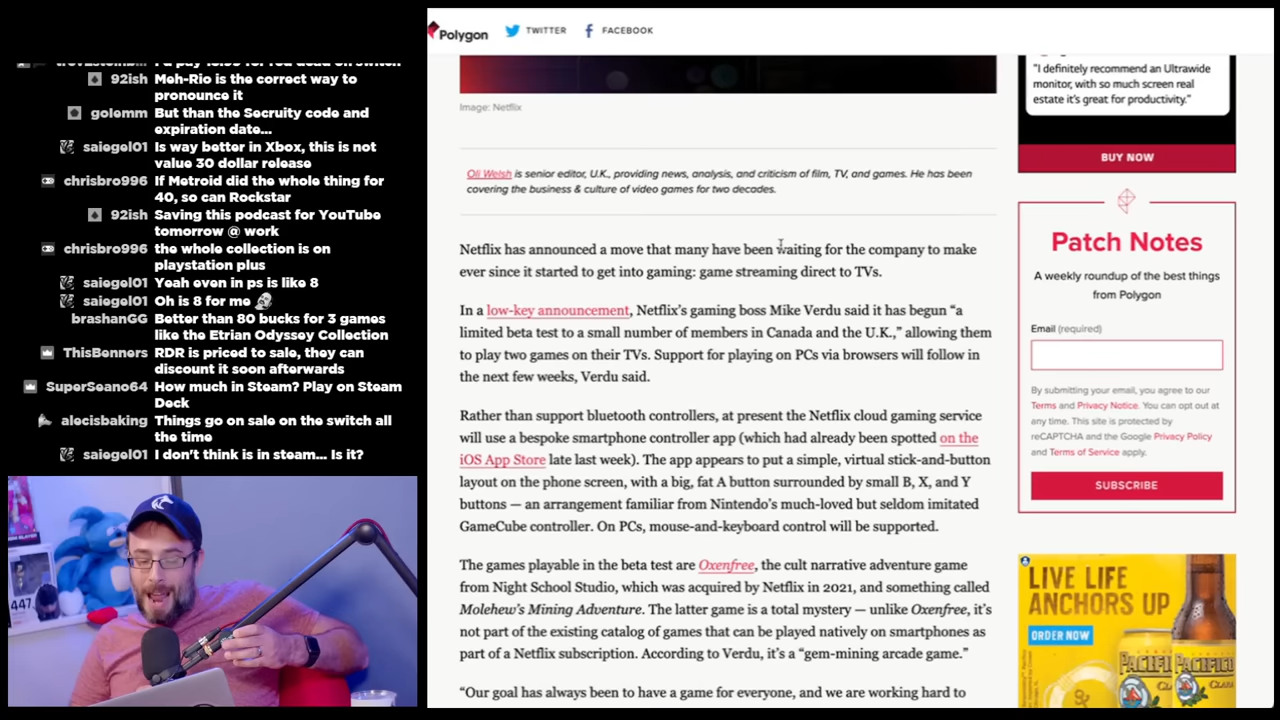 92ish Meh-Rio is the correct way to
pronounce it
golemm But than the Secruity code and
expiration date...
saiegel01 Is way better in Xbox, this is not
value 30 dollar release
chrisbro996 If Metroid did the whole thing for
40, so can Rockstar
92ish Saving this podcast for YouTube
tomorrow @ work
chrisbro996 the whole collection is on
playstation plus
saiegel01 Yeah even in ps is like 8
saiegel01 Oh is 8 for me
brashanGG Better than 80 bucks for 3 games
like the Etrian Odyssey Collection
ThisBenners RDR is priced to sale, they can
discount it soon afterwards
SuperSeano64 How much in Steam? Play on Steam
Deck
alecisbaking Things go on sale on the switch all
the time
saiegel01 I don't think is in steam... Is it?
447
Polygon TWITTER FACEBOOK
Image: Netflix
Oli Welsh is senior editor, U.K., providing news, analysis, and criticism of film, TV, and games. He has been
covering the business & culture of video games for two decades.
Netflix has announced a move that many have been waiting for the company to make
ever since it started to get into gaming: game streaming direct to TVs.
In a low-key announcement, Netflix's gaming boss Mike Verdu said it has begun “a
limited beta test to a small number of members in Canada and the U.K.,” allowing them
to play two games on their TVs. Support for playing on PCs via browsers will follow in
the next few weeks, Verdu said.
Rather than support bluetooth controllers, at present the Netflix cloud gaming service
will use a bespoke smartphone controller app (which had already been spotted on the
iOS App Store late last week). The app appears to put a simple, virtual stick-and-button
layout on the phone screen, with a big, fat A button surrounded by small B, X, and Y
buttons — an arrangement familiar from Nintendo's much-loved but seldom imitated
GameCube controller. On PCs, mouse-and-keyboard control will be supported.
The games playable in the beta test are Oxenfree, the cult narrative adventure game
from Night School Studio, which was acquired by Netflix in 2021, and something called
Molehew's Mining Adventure. The latter game is a total mystery — unlike Oxenfree, it's
not part of the existing catalog of games that can be played natively on smartphones as
part of a Netflix subscription. According to Verdu, it's a “gem-mining arcade game.”
“Our goal has always been to have a game for everyone, and we are working hard to
"I definitely recommend an Ultrawide
monitor, with so much screen real
estate it's great for productivity."
BUY NOW
Patch Notes
A weekly roundup of the best things
from Polygon
Email (required)
By submitting your email, you agree to our
Terms and Privacy Notice. You can opt out at
any time. This site is protected by
reCAPTCHA and the Google Privacy Policy
and Terms of Service apply.
SUBSCRIBE
LIVE LIFE
ANCHORS UP
ORDER NOW